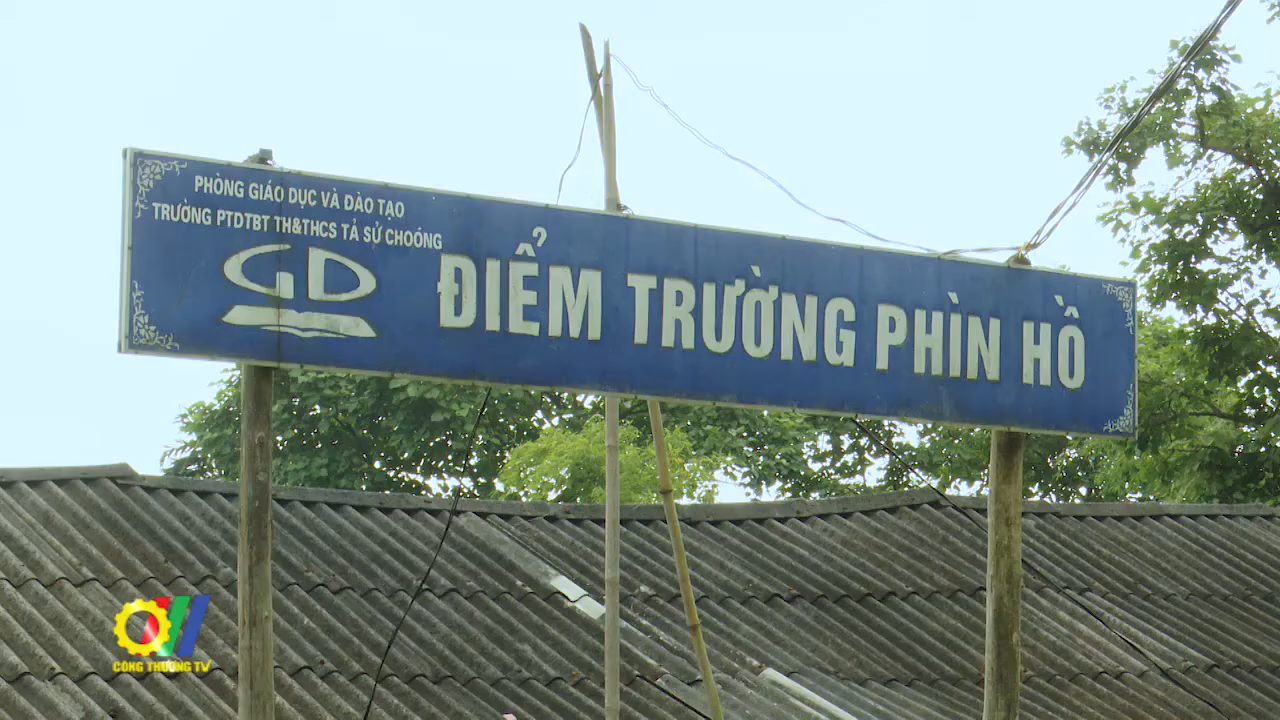 PHÒNG GIÁO DỤC VÀ ĐÀO TẠO
TRƯỜNG PTDTBT TH&THCS TẢ SỬ CHOÓNG
GD
ĐIỂM TRƯỜNG PHÌN HỒ
CÔNG THƯƠNG TV